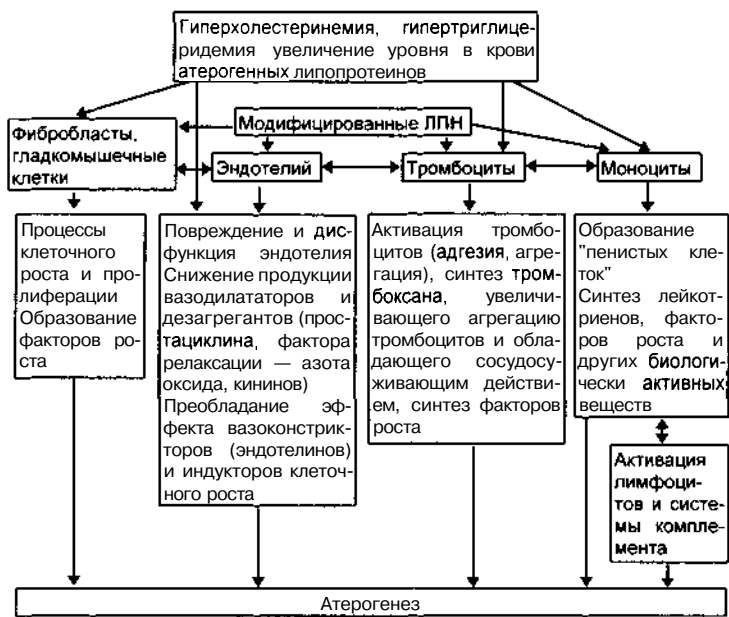 Гиперхолестеринемия, гипертриглице-
ридемия увеличение уровня в крови
атерогенных липопротеинов
Модифицированные ЛПН
Фибробласты,
гладкомышечные
клетки
Эндотелий
Тромбоциты
Моноциты
Процессы
клеточного
роста и про-
лиферации
Образование
факторов ро-
ста
Повреждение и дис-
функция эндотелия
Снижение продукции
вазодилататоров и
дезагрегантов (прос-
тациклина, фактора
релаксации — азота
оксида, кининов)
Преобладание эф-
фекта вазоконстрик-
торов (эндотелинов)
и индукторов клеточ-
ного роста
Активация тромбо-
цитов (адгезия, агре-
гация), синтез тром-
боксана, увеличи-
вающего агрегацию
тромбоцитов и обла-
дающего сосудосу-
живающим действи-
ем, синтез факторов
роста
Образование
"пенистых кле-
ток"
Синтез лейкот-
риенов, факто-
ров роста и
других биологи-
чески активных
веществ
Активация
лимфоци-
тов и систе-
мы компле-
мента
Атерогенез